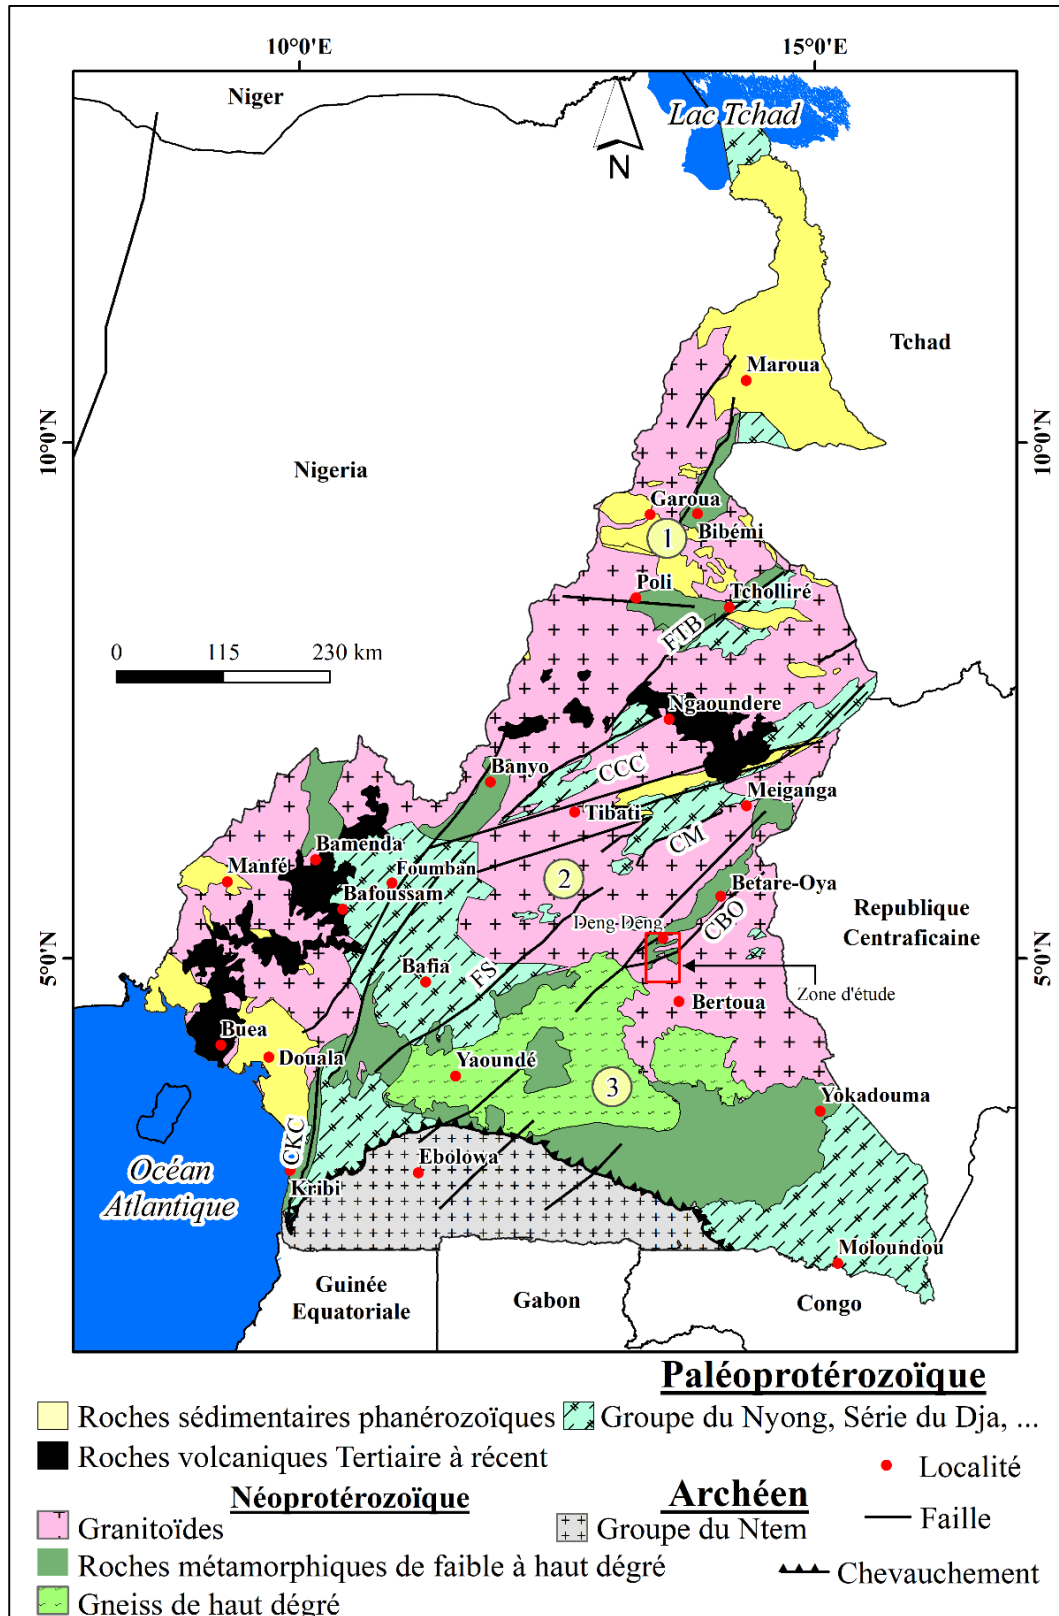 10°0'E
15°0'E
Niger
Lac Tchad
N
Tchad
Maroua
10°0'N
10°0'N
Nigeria
Garoua
Bibémi
1
Poli
Tcholliré
FTB
0
115
230 km
Ngaoundere
Banyo
CCC
Tibati
Meiganga
CM
Bamenda
Manfé
Foumban
Bafoussam
2
Betare-Oya
CBO
Deng-Deng
Republique
Centraficaine
5°0'N
5°0'N
Bafia
FS
Zone d'étude
Bertoua
Buea
Douala
Yaoundé
3
Yokadouma
CKC
Ebolowa
Océan
Atlantique
Kribi
Moloundou
Guinée
Equatoriale
Gabon
Congo
Paléoprotérozoïque
Roches sédimentaires phanérozoïques
Groupe du Nyong, Série du Dja, ...
Roches volcaniques Tertiaire à récent
Localité
Néoprotérozoïque
Archéen
Granitoïdes
Groupe du Ntem
Faille
Roches métamorphiques de faible à haut dégré
Chevauchement
Gneiss de haut dégré